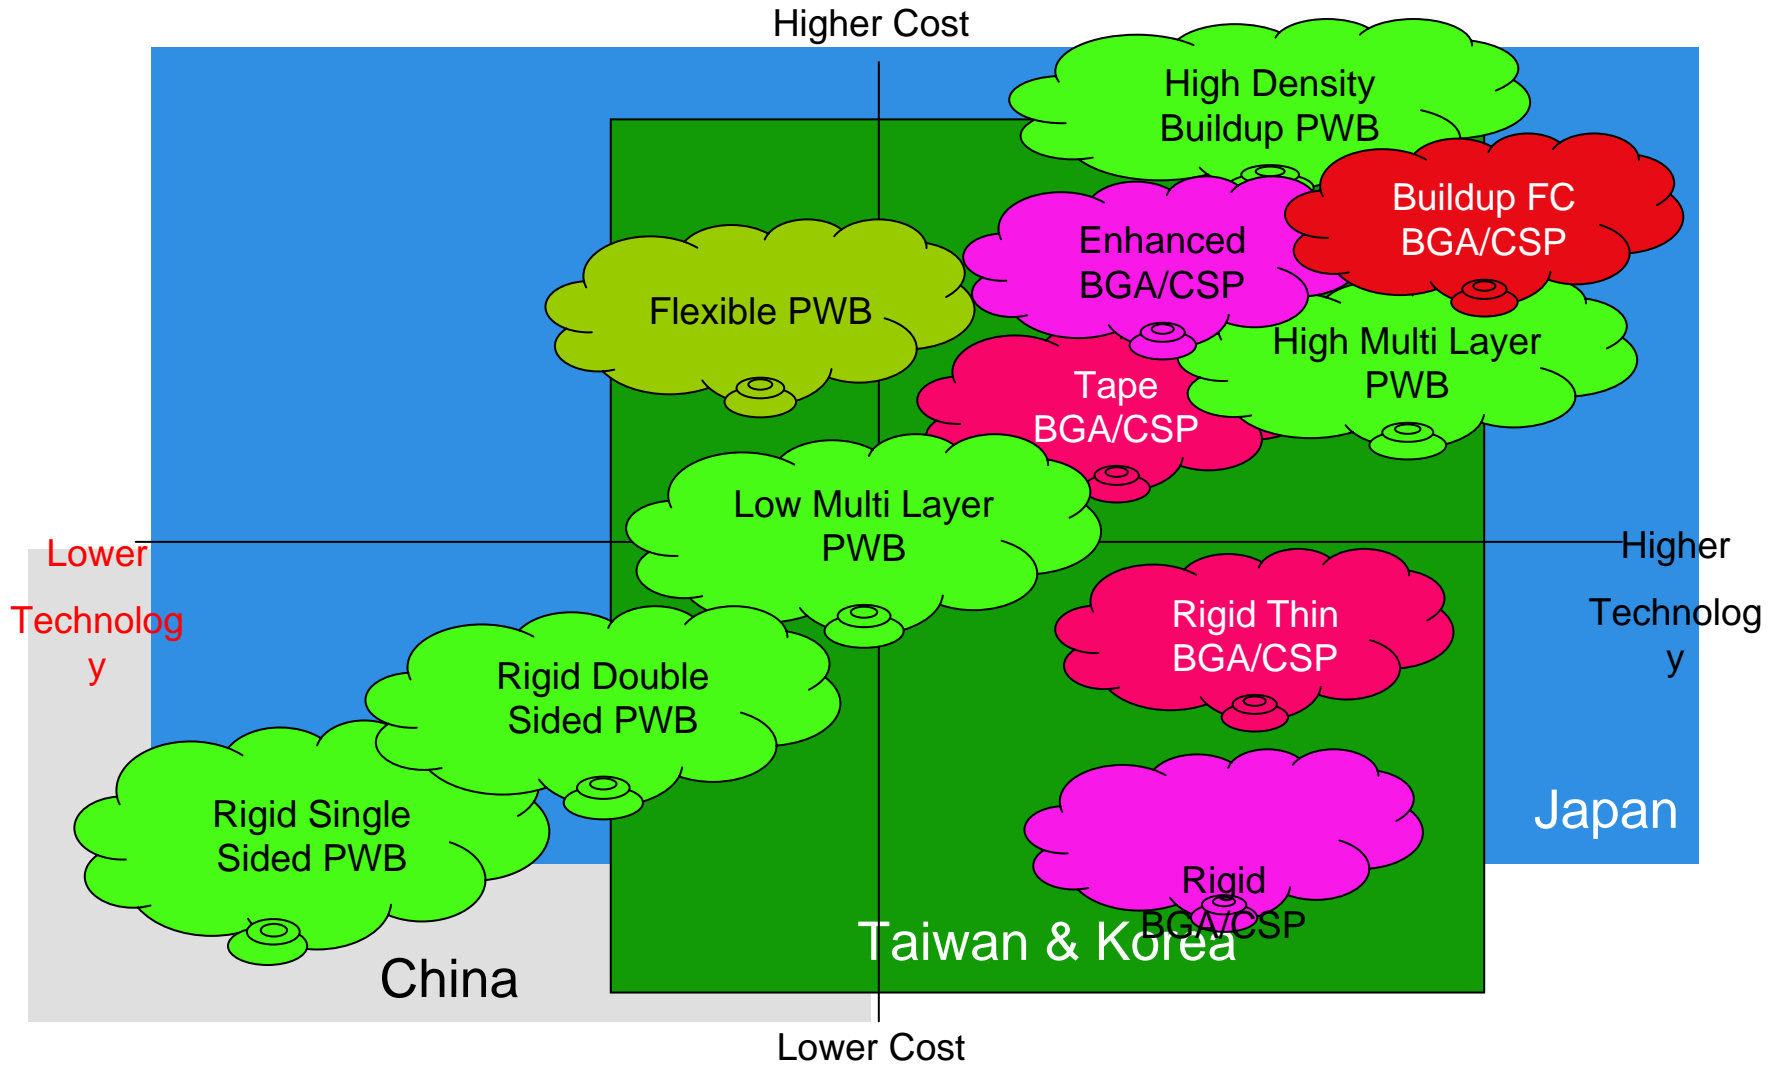 Higher Cost
High Density
Buildup PWB
Buildup FC
BGA/CSP
Enhanced
BGA/CSP
Flexible PWB
High Multi Layer
PWB
Tape
BGA/CSP
Low Multi Layer
PWB
Lower
Technolog
y
Higher
Technolog
y
Rigid Thin
BGA/CSP
Rigid Double
Sided PWB
Rigid Single
Sided PWB
Japan
Rigid
BGA/CSP
Taiwan & Korea
China
Lower Cost